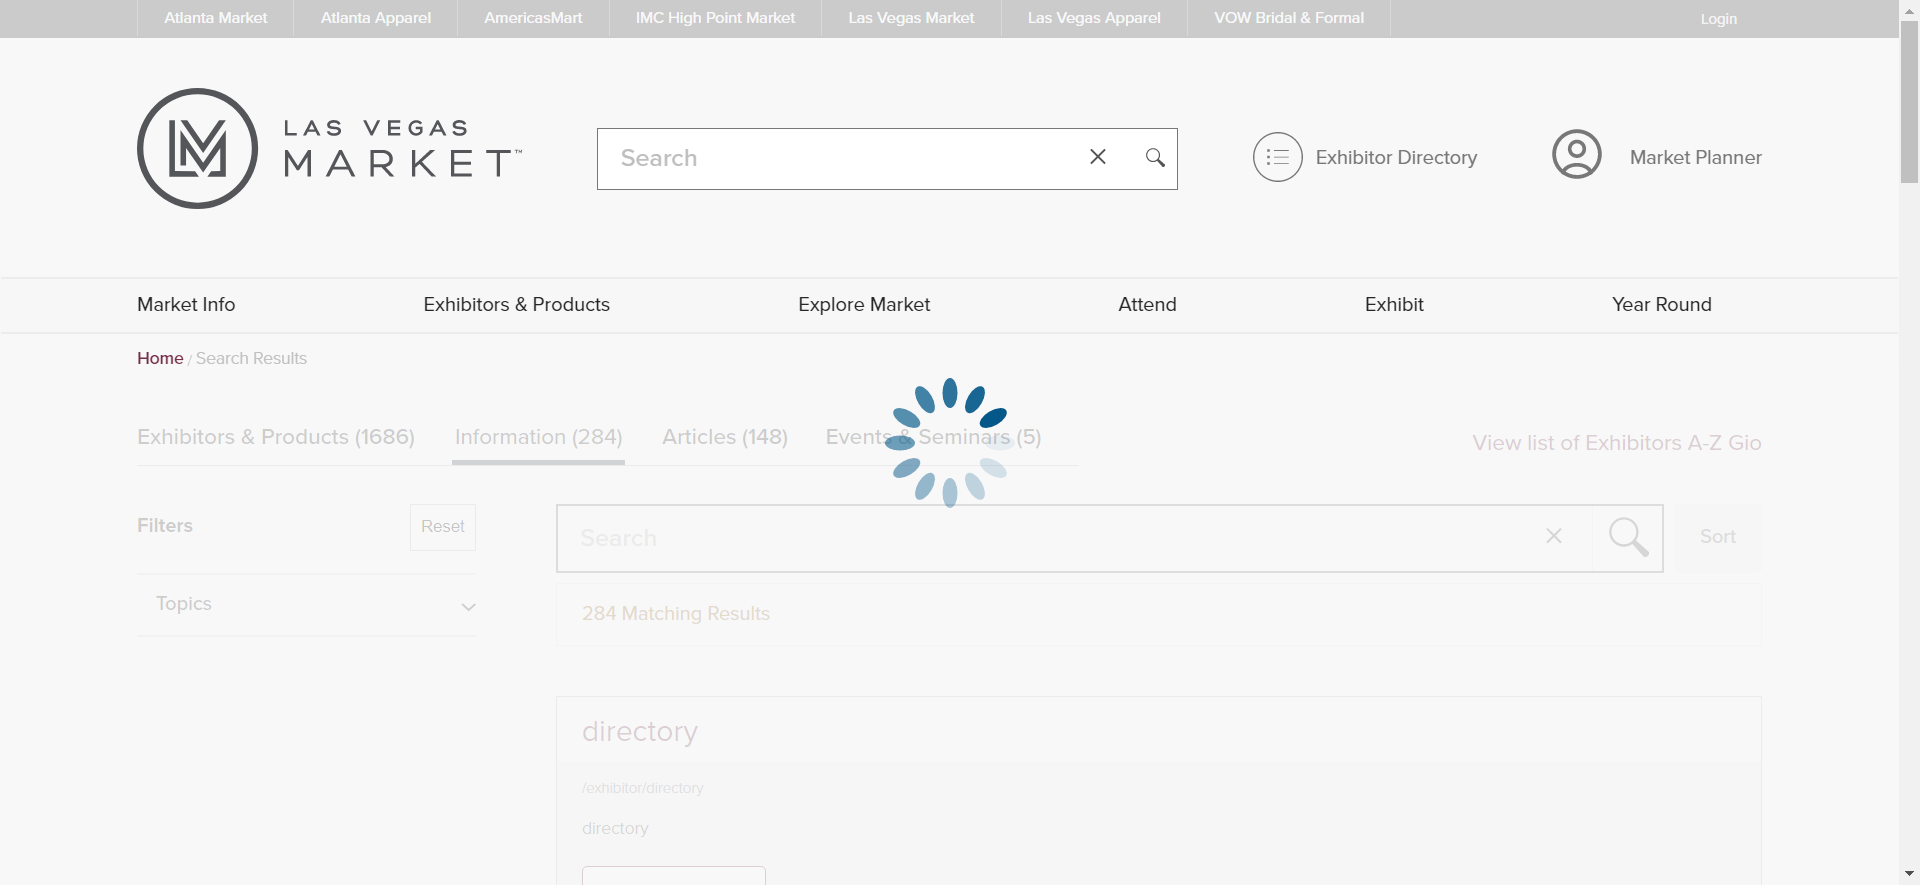 Atlanta Market
Atlanta Apparel
AmericasMart
IMC High Point Market
Las Vegas Market
Las Vegas Apparel
VOW Bridal & Formal
Login
LAS VEGAS
MARKET™
Search
Exhibitor Directory
Market Planner
Market Info
Exhibitors & Products
Explore Market
Attend
Exhibit
Year Round
Home / Search Results
Exhibitors & Products (1686)
Information (284)
Articles (148)
Events & Seminars (5)
View list of Exhibitors A-Z Gio
Filters
Reset
Search
Sort
Topics
284 Matching Results
directory
/exhibitor/directory
directory